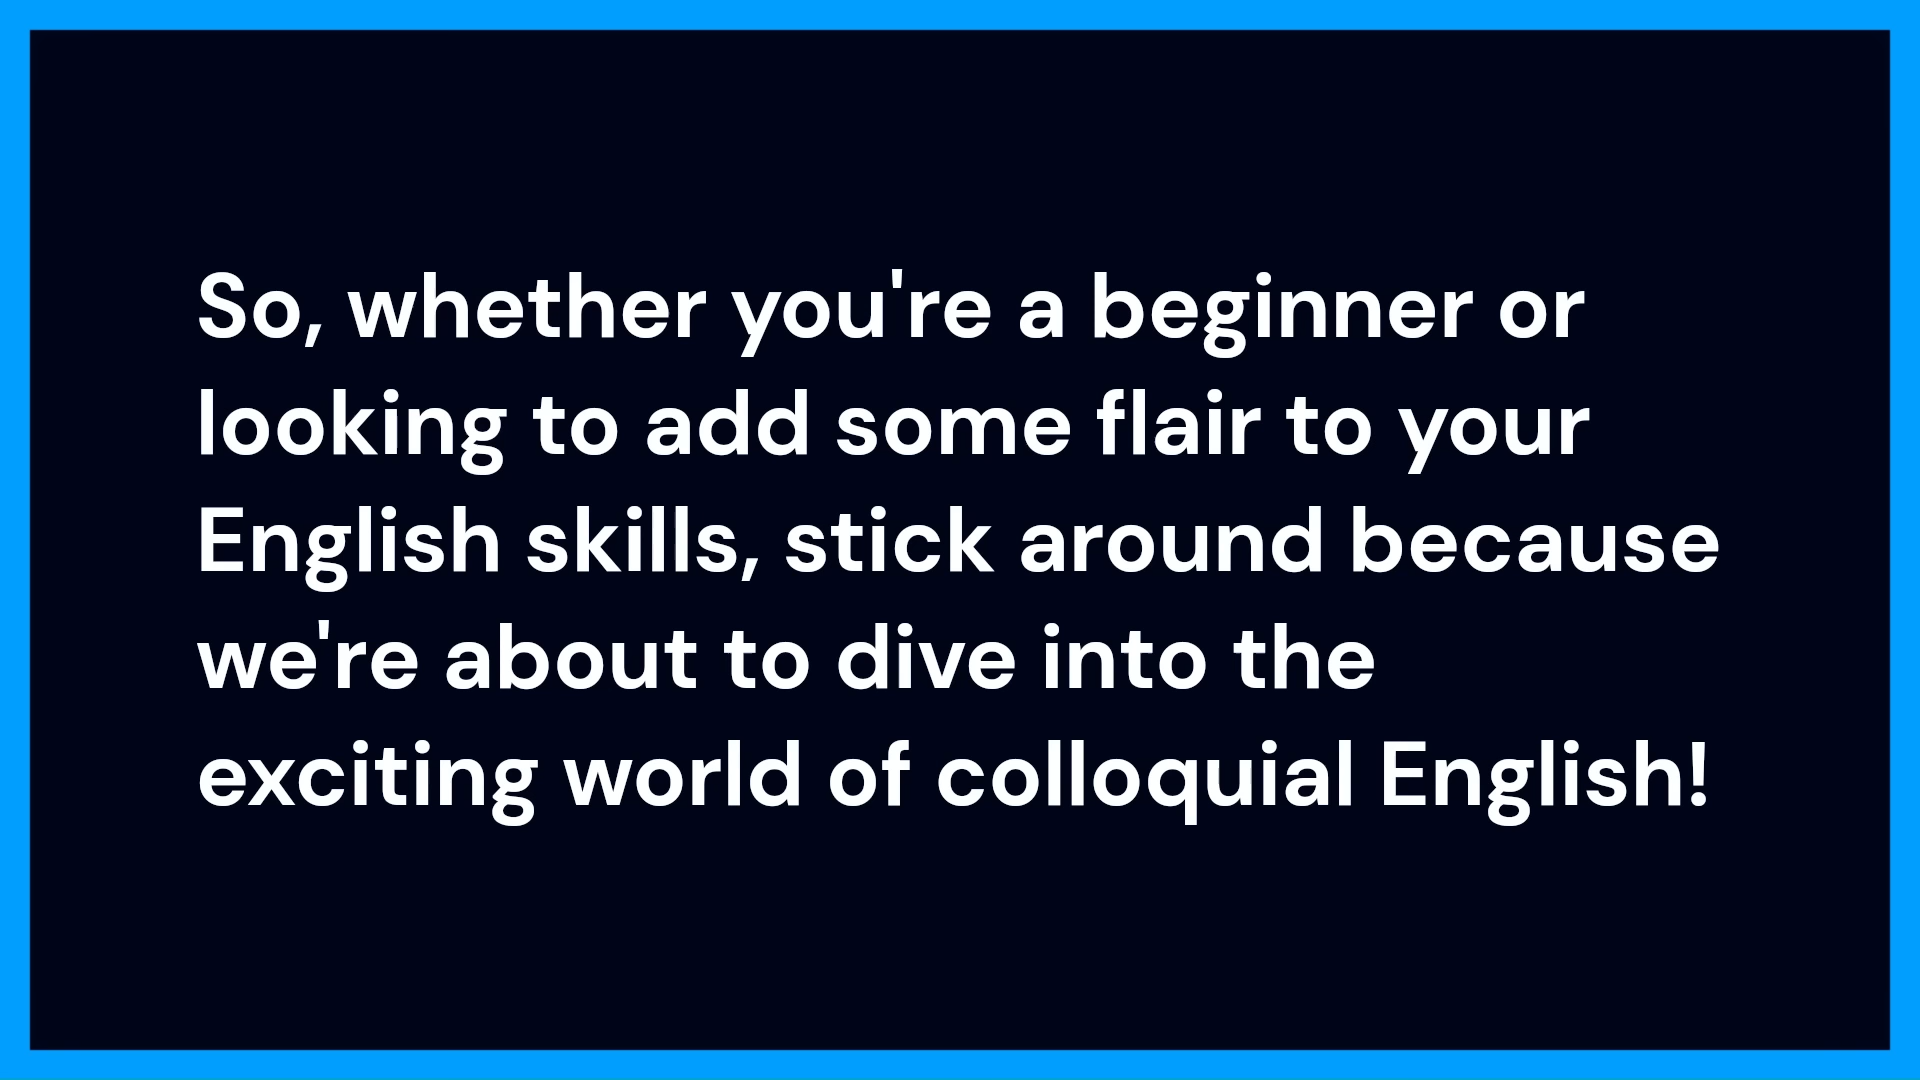 So, whether you're a beginner or
looking to add some flair to your
English skills, stick around because
we're about to dive into the
exciting world of colloquial English!